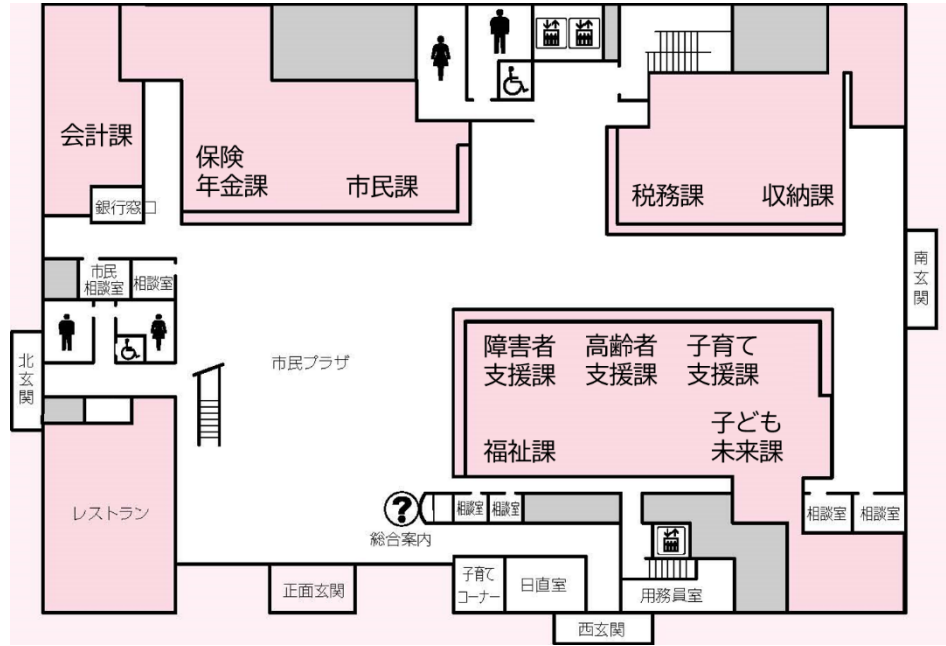 会計課
保険
年金課
市民課
税務課
収納課
銀行窓口
市民
相談室
相談室
南玄関
北玄関
市民プラザ
障害者
支援課
高齢者
支援課
子育て
支援課
福祉課
子ども
未来課
レストラン
?
総合案内
相談室
相談室
相談室
相談室
正面玄関
子育て
コーナー
日直室
用務員室
西玄関